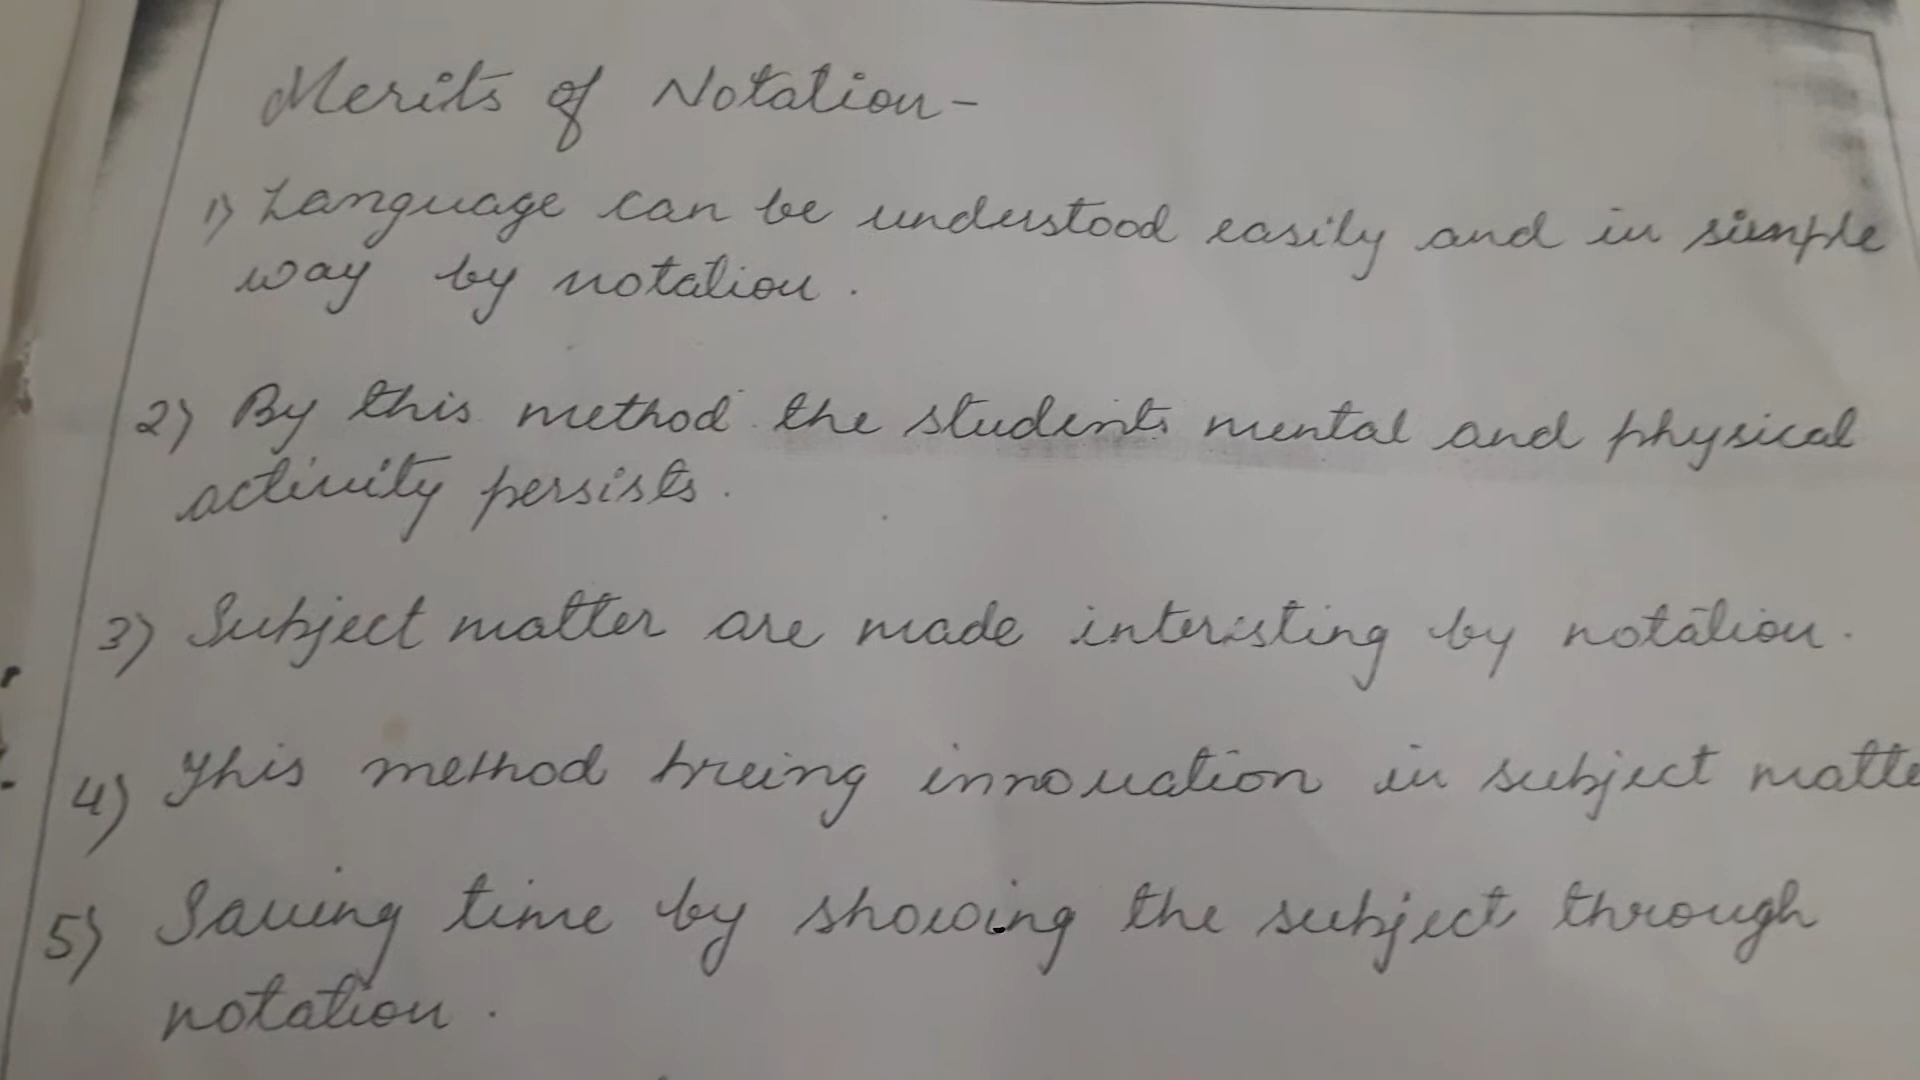 Merits of Notation-
1) Language can be understood easily and in simple
way by notation.
2) By this method the students mental and physical
activity persists.
3) Subject matter are made interesting by notation.
4) This method breing innovation in subject matte
5) Saving time by showing the subject through
notation.